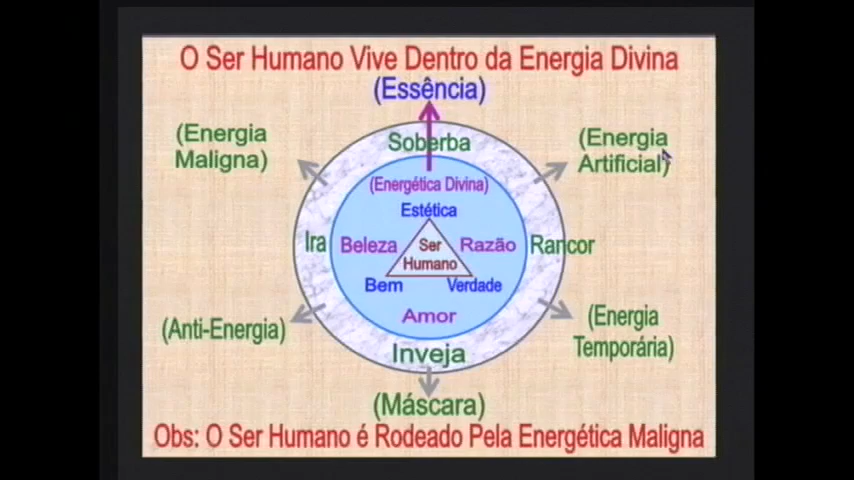 O Ser Humano Vive Dentro da Energia Divina
(Essência)
(Energia
Maligna)
Soberba
(Energia
Artificial)
(Energética Divina)
Estética
Ira
Beleza
Ser
Humano
Razão
Rancor
Bem
Verdade
Amor
(Anti-Energia)
(Energia
Temporária)
Inveja
(Máscara)
Obs: O Ser Humano é Rodeado Pela Energética Maligna